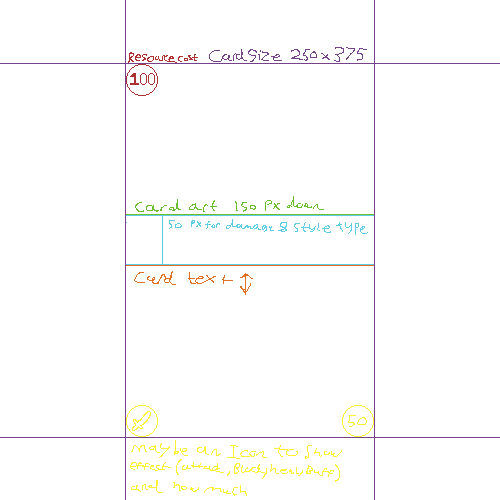 Resource cost Card Size 250 x 375
100
Card art 150 px down
50 px for damage & style type
Card text ↕
50
maybe an Icon to show
effect (attack, Block, heal, Buff)
and how much